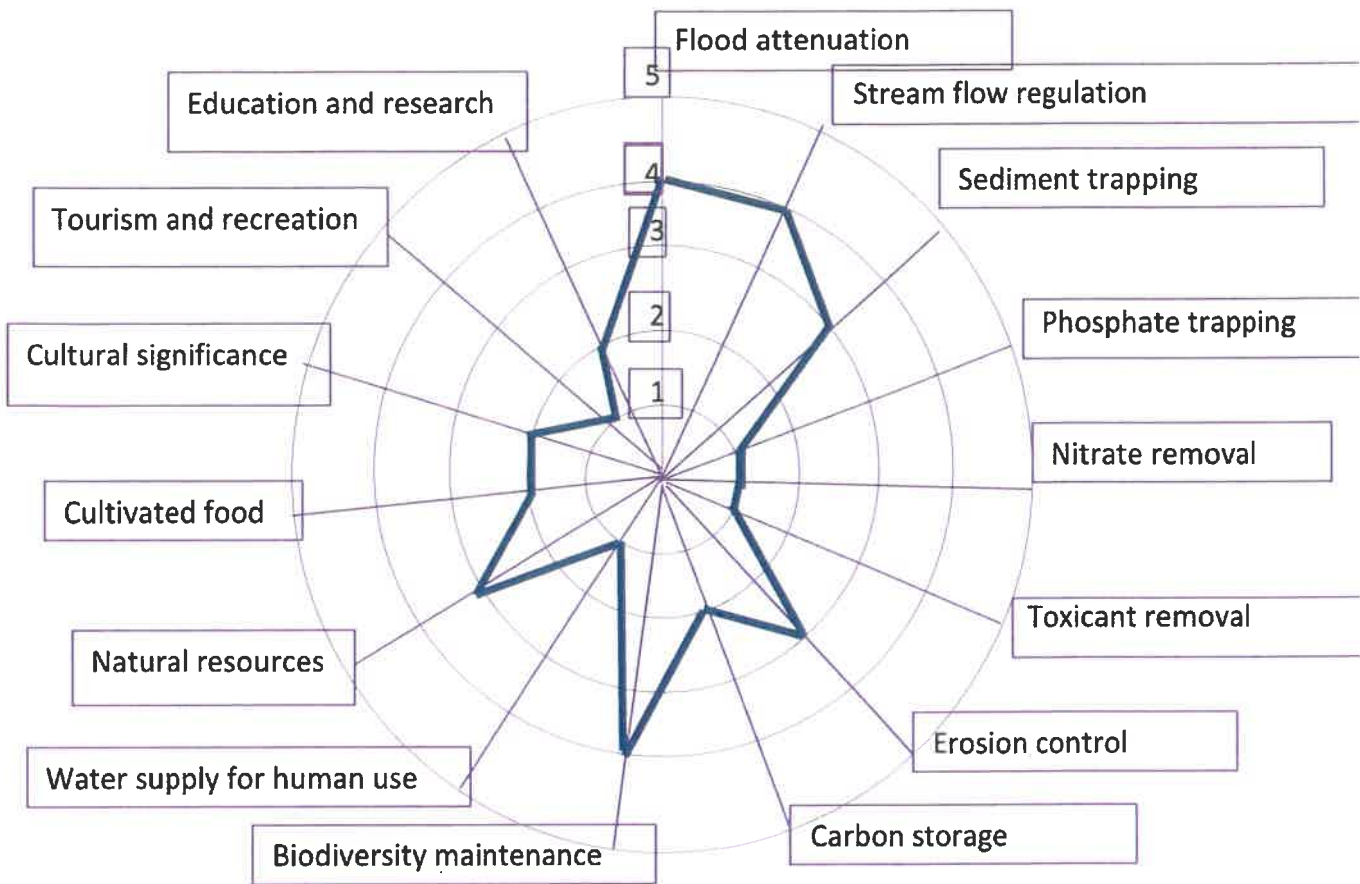 Flood attenuation
5
Stream flow regulation
Education and research
4
Sediment trapping
Tourism and recreation
3
Phosphate trapping
2
Cultural significance
1
Nitrate removal
Cultivated food
Toxicant removal
Natural resources
Erosion control
Water supply for human use
Carbon storage
Biodiversity maintenance